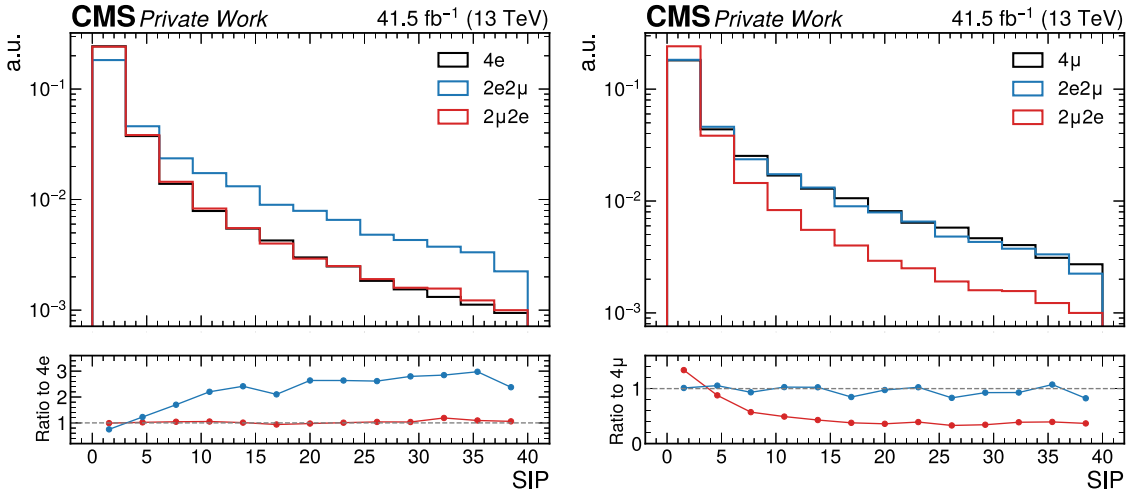 CMS Private Work 41.5 fb⁻¹ (13 TeV)
a.u.
4e
2e2μ
2μ2e
10⁻¹
10⁻²
10⁻³
Ratio to 4e
3
2
1
0 5 10 15 20 25 30 35 40
SIP
CMS Private Work 41.5 fb⁻¹ (13 TeV)
a.u.
4μ
2e2μ
2μ2e
10⁻¹
10⁻²
10⁻³
Ratio to 4μ
1
0
0 5 10 15 20 25 30 35 40
SIP